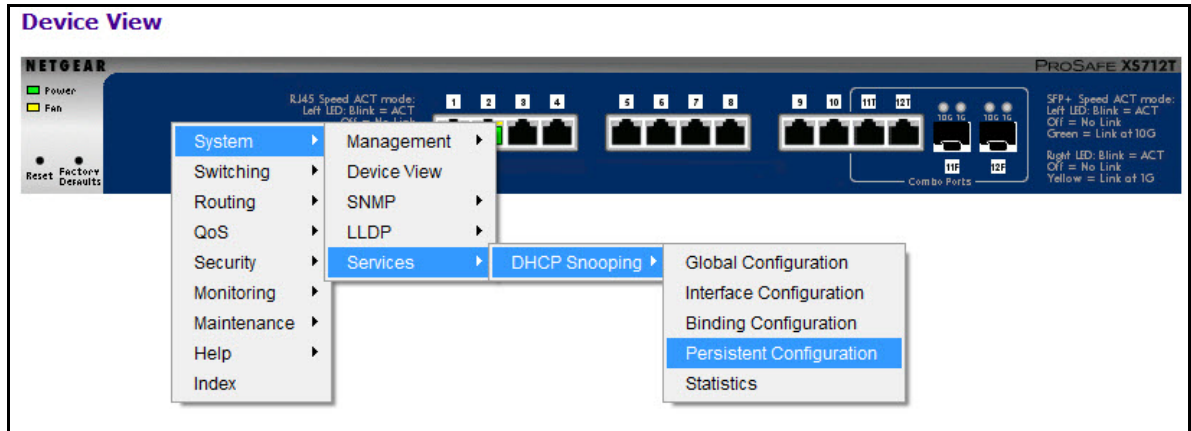 Device View
NETGEAR
PROSAFE XS712T
Power
Fan
Reset
Factory Defaults
RJ45 Speed ACT mode:
Left LED: Blink = ACT
Off = No Link
1 2 3 4 5 6 7 8 9 10 11T 12T
10G 1G 10G 1G
11F 12F
Combo Ports
SFP+ Speed ACT mode:
Left LED: Blink = ACT
Off = No Link
Green = Link at 10G
Right LED: Blink = ACT
Off = No Link
Yellow = Link at 1G
System
Switching
Routing
QoS
Security
Monitoring
Maintenance
Help
Index
Management
Device View
SNMP
LLDP
Services
DHCP Snooping
Global Configuration
Interface Configuration
Binding Configuration
Persistent Configuration
Statistics